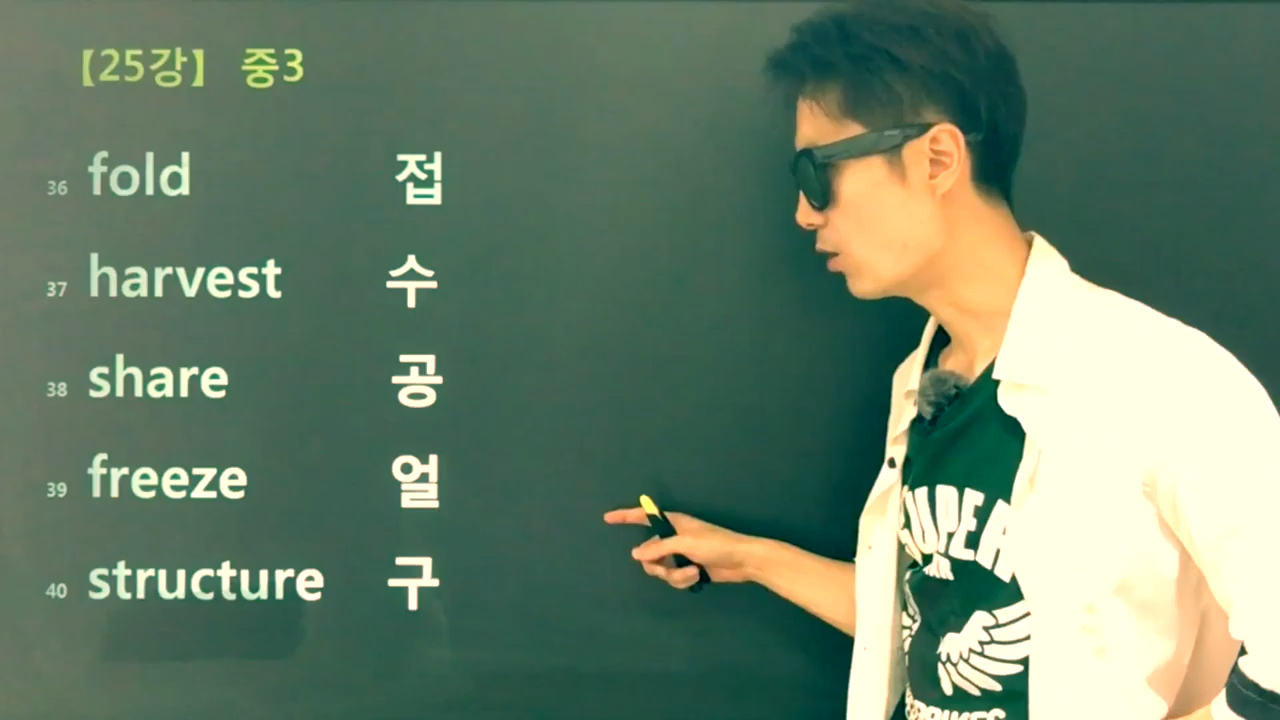 【25강】 중3
36 fold 접
37 harvest 수
38 share 공
39 freeze 얼
40 structure 구
SUPER